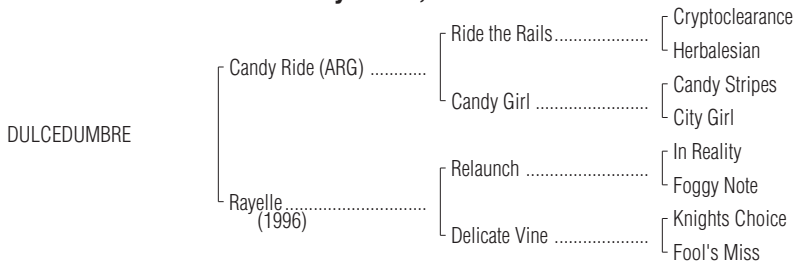 Cryptoclearance
Ride the Rails.....................
Herbalesian
Candy Ride (ARG) ............
Candy Stripes
Candy Girl .........................
City Girl
DULCEDUMBRE
In Reality
Relaunch ...........................
Foggy Note
Rayelle.........................
(1996)
Knights Choice
Delicate Vine ....................
Fool's Miss